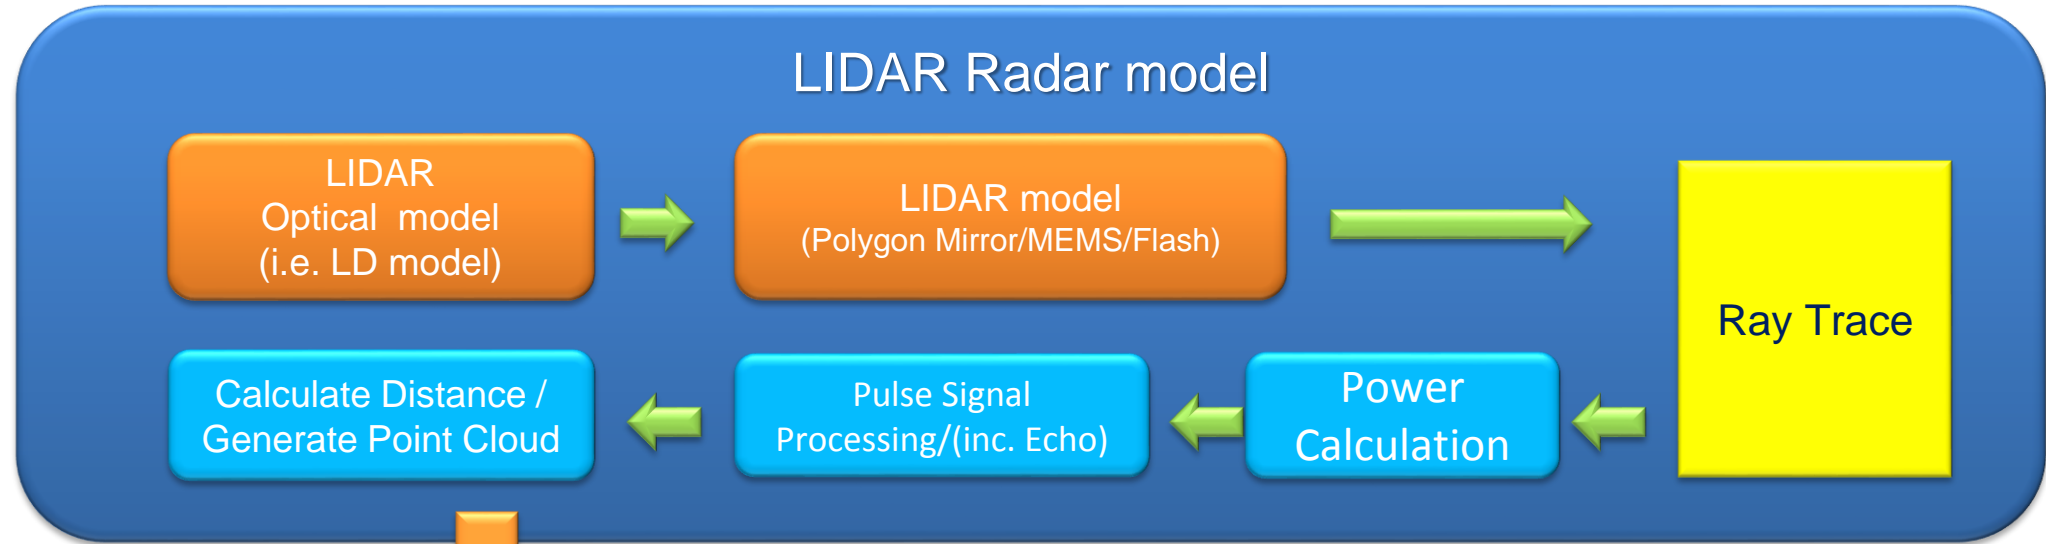 LIDAR Radar model
LIDAR
Optical model
(i.e. LD model)
LIDAR model
(Polygon Mirror/MEMS/Flash)
Ray Trace
Calculate Distance /
Generate Point Cloud
Pulse Signal
Processing/(inc. Echo)
Power
Calculation